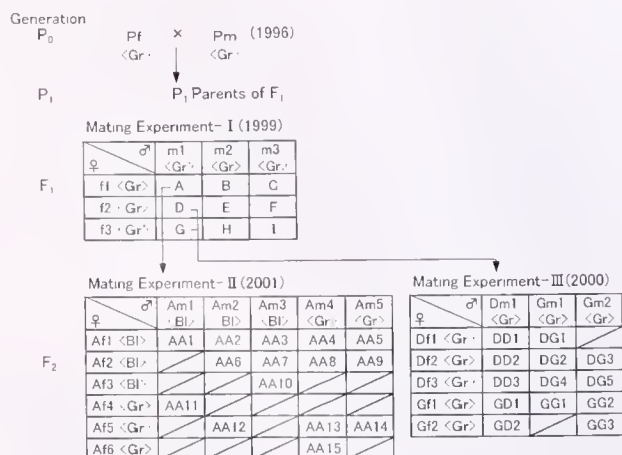 Generation
P0 Pf × Pm (1996)
<Gr· <Gr·
P1 P1 Parents of F1
Mating Experiment-I (1999)
♀ ♂ m1 m2 m3
<Gr> <Gr> <Gr>
F1 f1 <Gr> A B C
f2 <Gr> D E F
f3 <Gr> G H I
Mating Experiment-II (2001)
♀ ♂ Am1 Am2 Am3 Am4 Am5
<Bl> Bl> <Bl> <Gr> <Gr>
F2 Af1 <Bl> AA1 AA2 AA3 AA4 AA5
Af2 <Bl> AA6 AA7 AA8 AA9
Af3 <Bl> AA10
Af4 <Gr> AA11
Af5 <Gr· AA12 AA13 AA14
Af6 <Gr> AA15
Mating Experiment-III (2000)
♀ ♂ Dm1 Gm1 Gm2
<Gr> <Gr> <Gr>
Df1 <Gr· DD1 DG1
Df2 <Gr> DD2 DG2 DG3
Df3 <Gr· DD3 DG4 DG5
Gf1 <Gr> GD1 GG1 GG2
Gf2 <Gr> GD2 GG3